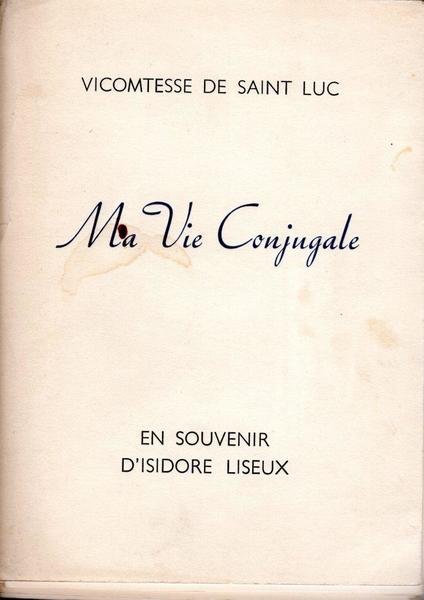 VICOMTESSE DE SAINT LUC
Ma Vie Conjugale
EN SOUVENIR
D'ISIDORE LISEUX